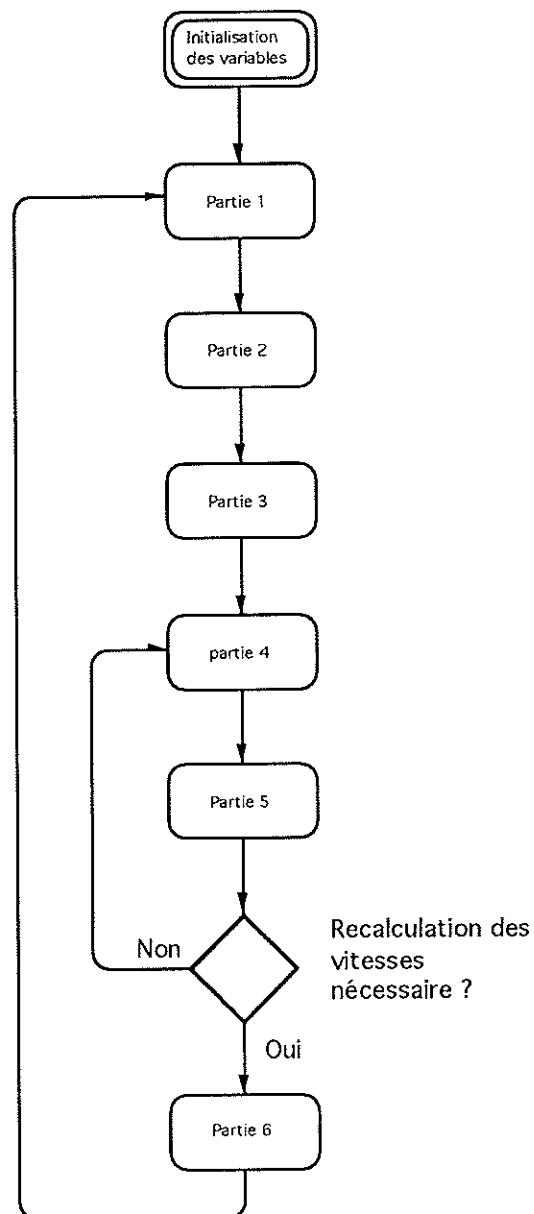 Initialisation
des variables
Partie 1
Partie 2
Partie 3
partie 4
Partie 5
Non
Recalculation des
vitesses
nécessaire ?
Oui
Partie 6